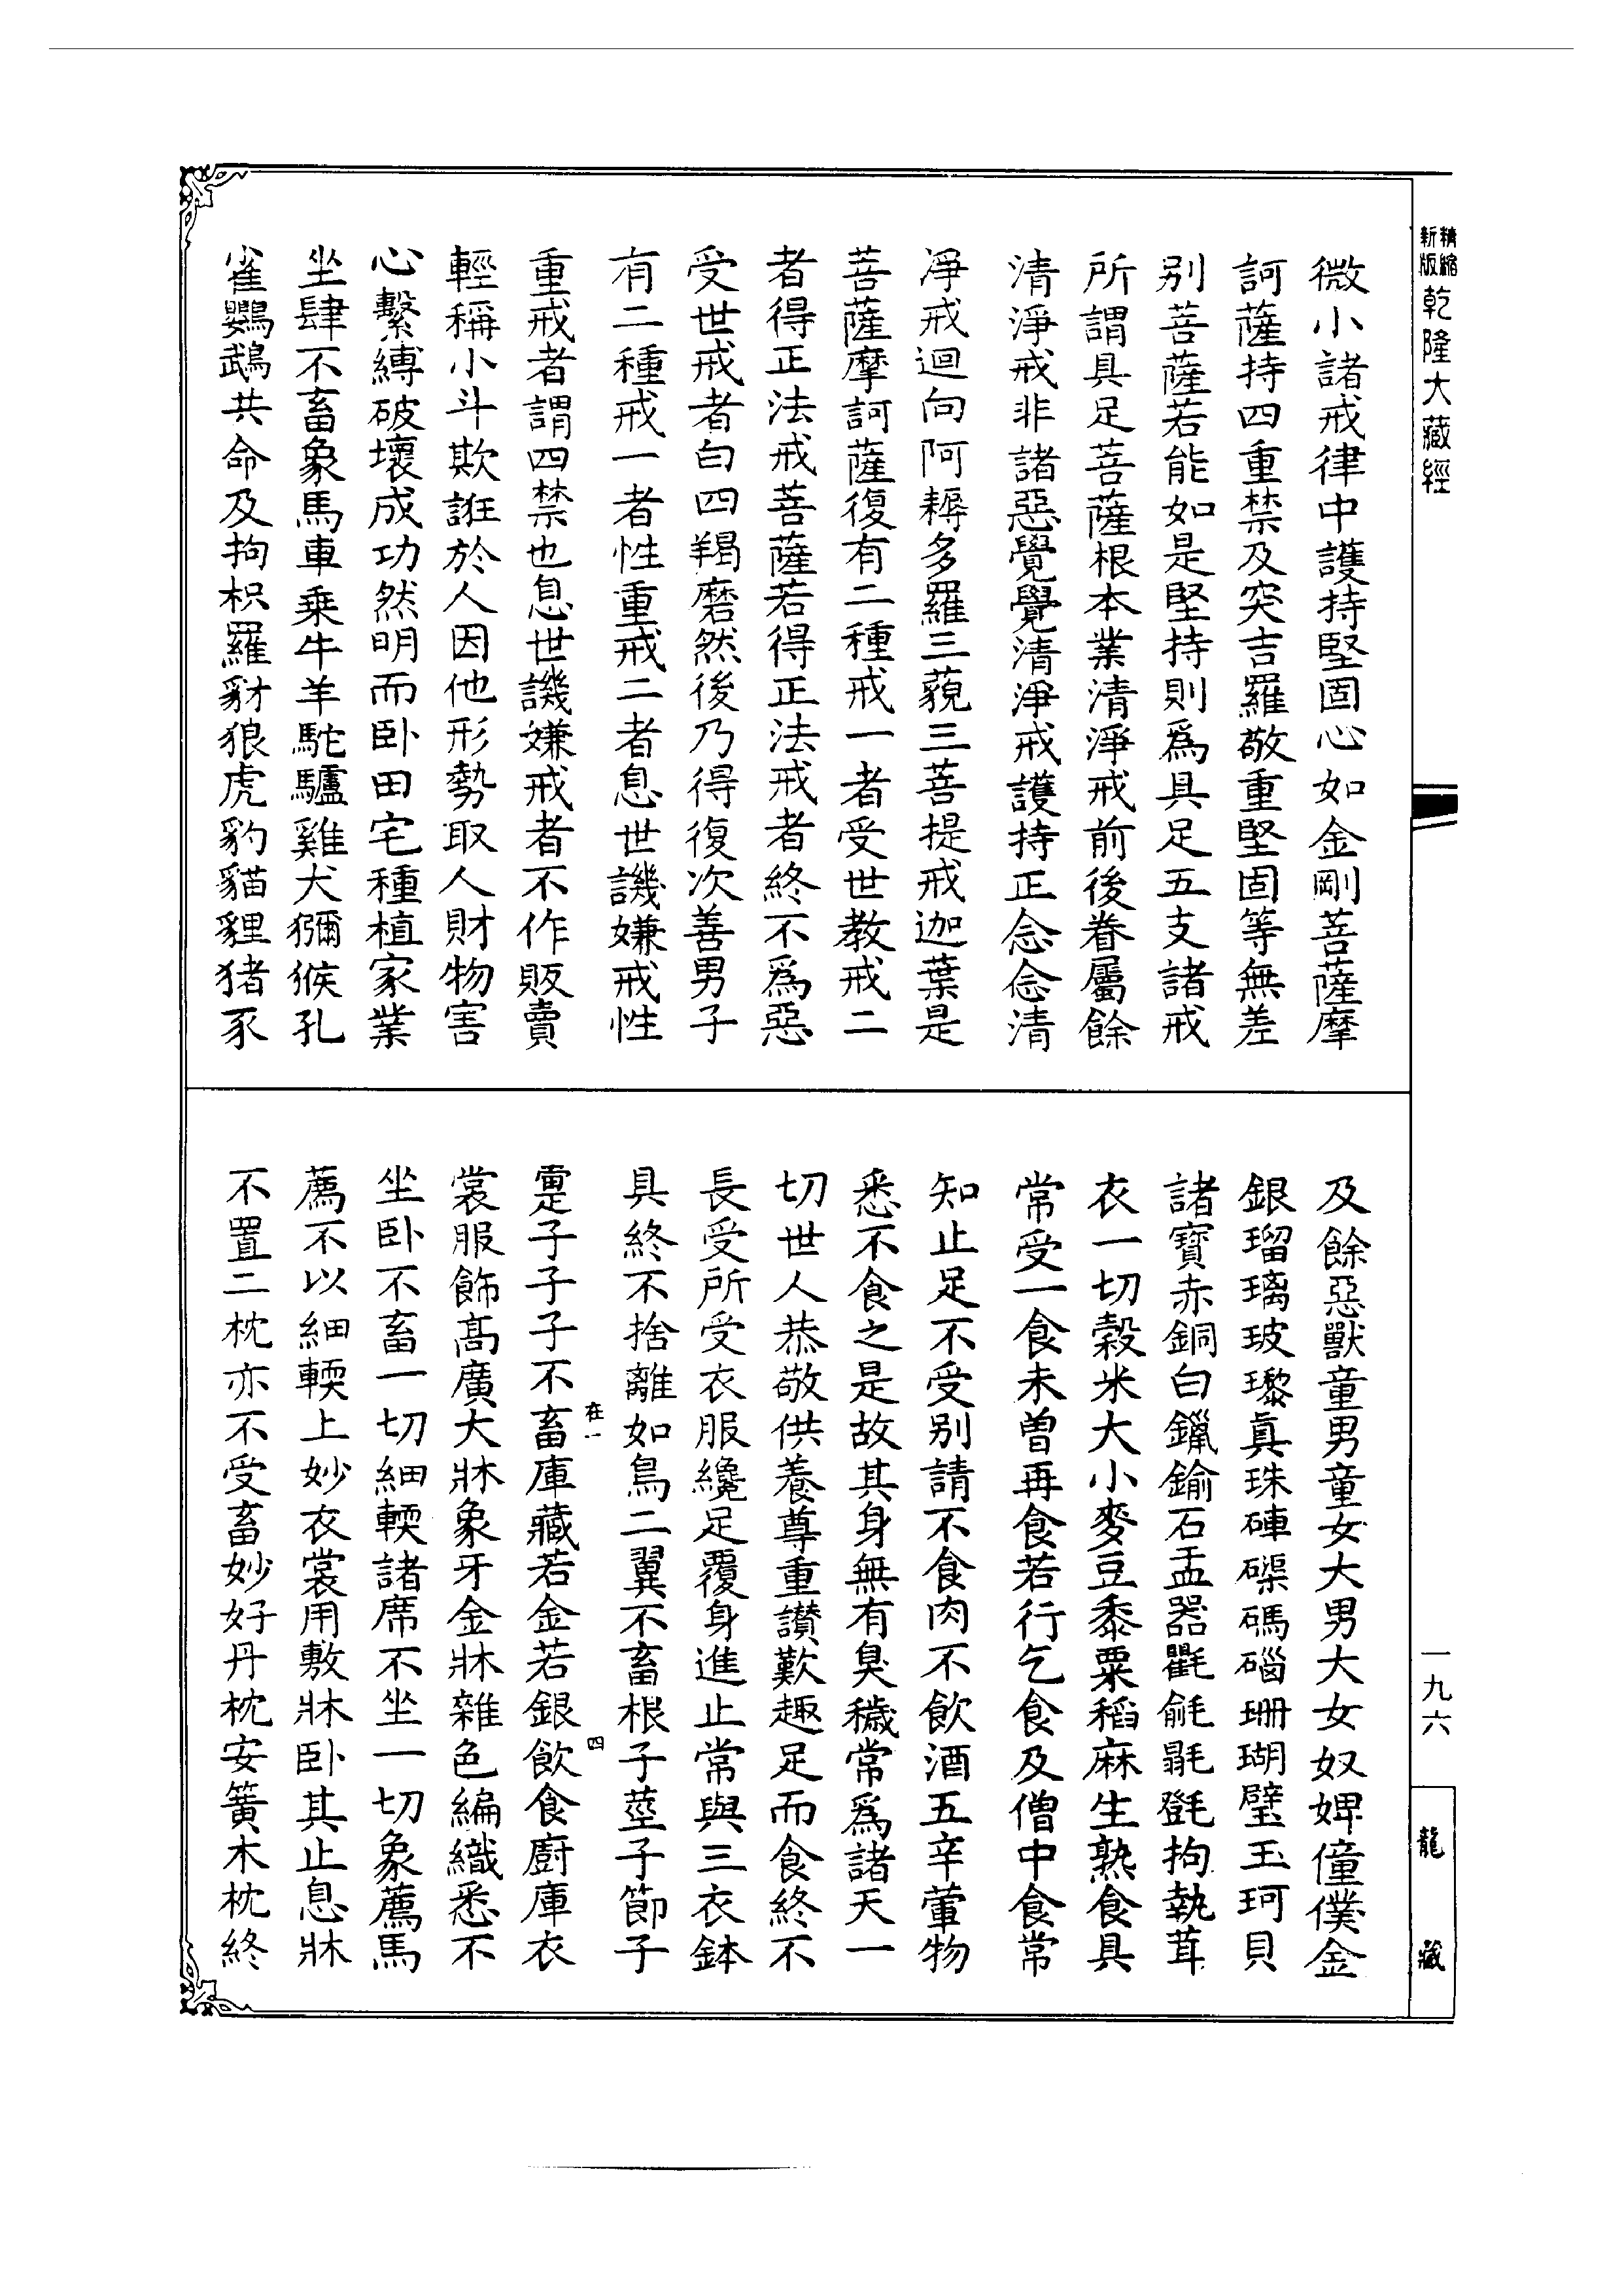 精縮
新版
乾隆大藏經
微小諸戒律中護持堅固心如金剛菩薩摩
訶薩持四重禁及突吉羅敬重堅固等無差
别菩薩若能如是堅持則爲具足五支諸戒
所謂具足菩薩根本業清淨戒前後眷屬餘
清淨戒非諸惡覺覺清淨戒護持正念念清
淨戒迴向阿耨多羅三藐三菩提戒迦葉是
菩薩摩訶薩復有二種戒一者受世教戒二
者得正法戒菩薩若得正法戒者終不爲惡
受世戒者白四羯磨然後乃得復次善男子
有二種戒一者性重戒二者息世譏嫌戒性
重戒者謂四禁也息世譏嫌戒者不作販賣
輕稱小斗欺誑於人因他形勢取人財物害
心繫縛破壞成功然明而卧田宅種植家業
坐肆不畜象馬車乗牛羊駝驢雞犬獼猴孔
雀鸚鵡共命及拘枳羅豺狼虎豹貓貍猪豕
及餘惡獸童男童女大男大女奴婢僮僕金
銀瑠璃玻瓈眞珠硨磲碼碯珊瑚璧玉珂貝
諸寶赤銅白鑞鍮石盂器氍毹毾㲪拘執茸
衣一切穀米大小麥豆黍粟稻麻生熟食具
常受一食未曽再食若行乞食及僧中食常
知止足不受别請不食肉不飲酒五辛葷物
悉不食之是故其身無有臭穢常爲諸天一
切世人恭敬供養尊重讃歎趣足而食終不
長受所受衣服纔足覆身進止常與三衣鉢
具終不捨離如鳥二翼不畜根子莖子節子
𧄼子子子不畜庫藏若金若銀飲食廚庫衣
在一
四
裳服飾髙廣大牀象牙金牀雜色編織悉不
坐卧不畜一切細輭諸席不坐一切象薦馬
薦不以細輭上妙衣裳用敷牀卧其止息牀
不置二枕亦不受畜妙好丹枕安簧木枕終
一九六
龍藏